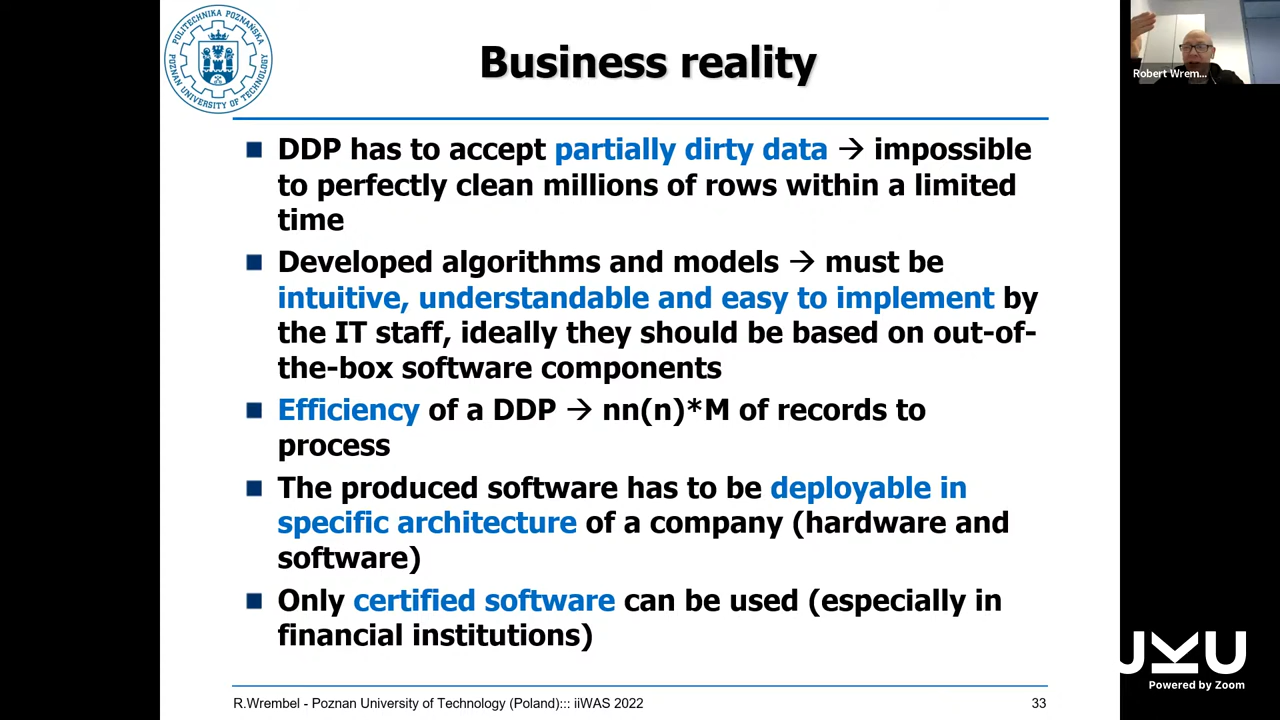 POLITECHNIKA POZNAŃSKA
POZNAN UNIVERSITY OF TECHNOLOGY
Business reality
Robert Wrem...
DDP has to accept partially dirty data → impossible
to perfectly clean millions of rows within a limited
time
Developed algorithms and models → must be
intuitive, understandable and easy to implement by
the IT staff, ideally they should be based on out-of-
the-box software components
Efficiency of a DDP → nn(n)*M of records to
process
The produced software has to be deployable in
specific architecture of a company (hardware and
software)
Only certified software can be used (especially in
financial institutions)
JKU
Powered by Zoom
R.Wrembel - Poznan University of Technology (Poland)::: iiWAS 2022
33